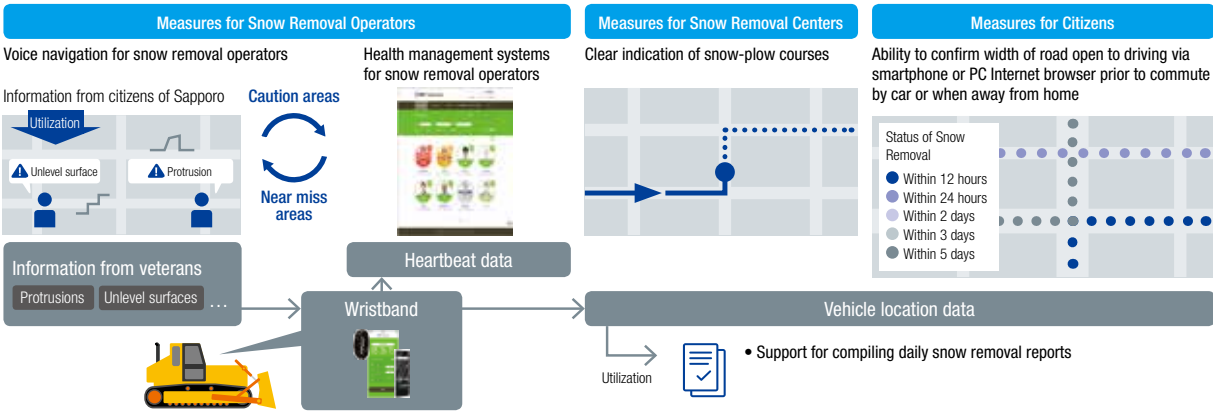 Measures for Snow Removal Operators
Voice navigation for snow removal operators
Health management systems
for snow removal operators
Information from citizens of Sapporo
Utilization
Unlevel surface
Protrusion
Caution areas
Near miss
areas
Information from veterans
Protrusions
Unlevel surfaces
...
Heartbeat data
Wristband
Measures for Snow Removal Centers
Clear indication of snow-plow courses
Measures for Citizens
Ability to confirm width of road open to driving via
smartphone or PC Internet browser prior to commute
by car or when away from home
Status of Snow
Removal
Within 12 hours
Within 24 hours
Within 2 days
Within 3 days
Within 5 days
Vehicle location data
Utilization
• Support for compiling daily snow removal reports